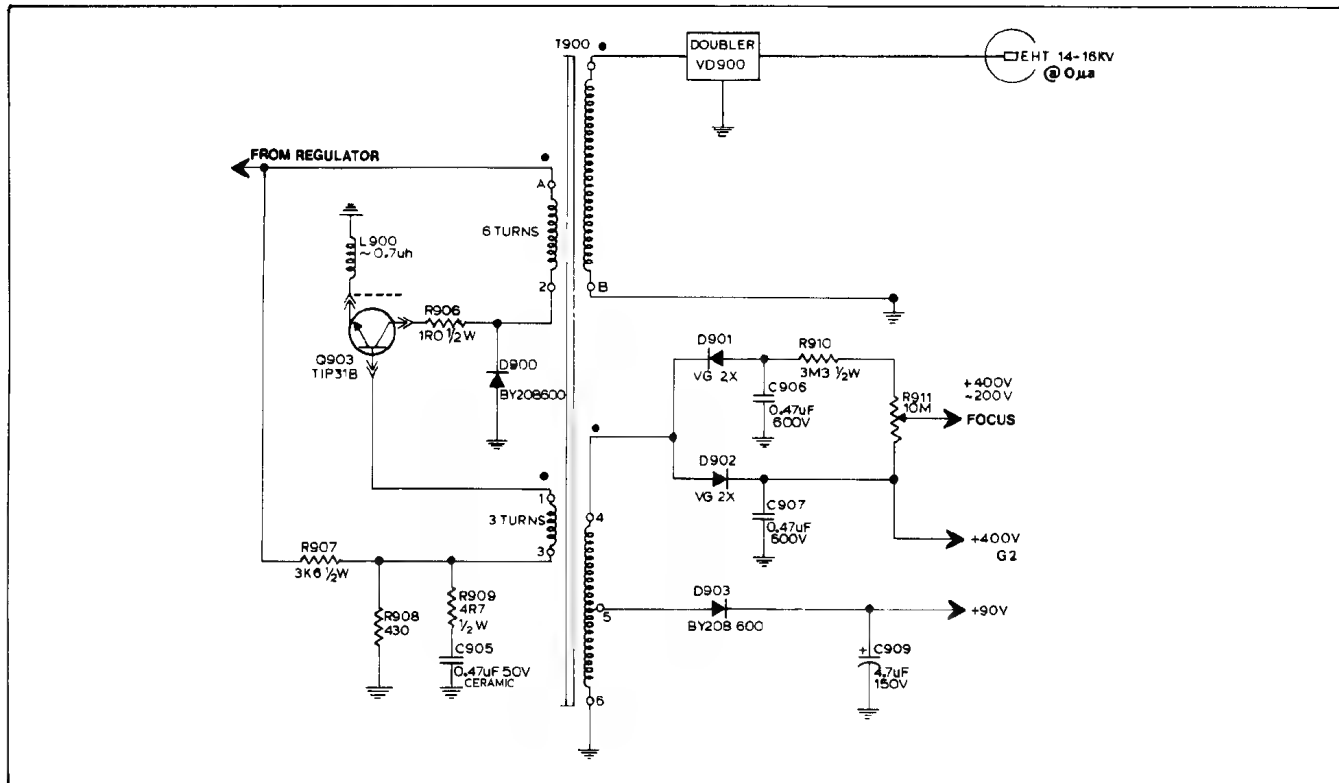 T900
DOUBLER
VD900
EHT 14-16KV
@ 0µa
FROM REGULATOR
A
6 TURNS
2
B
L900
~0.7uh
R906
1R0 1/2W
Q903
TIP31B
D900
BY208600
1
3 TURNS
3
R907
3K6 1/2W
R908
430
R909
4R7
1/2 W
C905
0.47uF 50V
CERAMIC
4
5
6
D901
VG 2X
R910
3M3 1/2W
C906
0.47uF
600V
R911
10M
+400V
~200V
FOCUS
D902
VG 2X
C907
0.47uF
600V
+400V
G2
D903
BY208 600
+90V
+
C909
4.7uF
150V